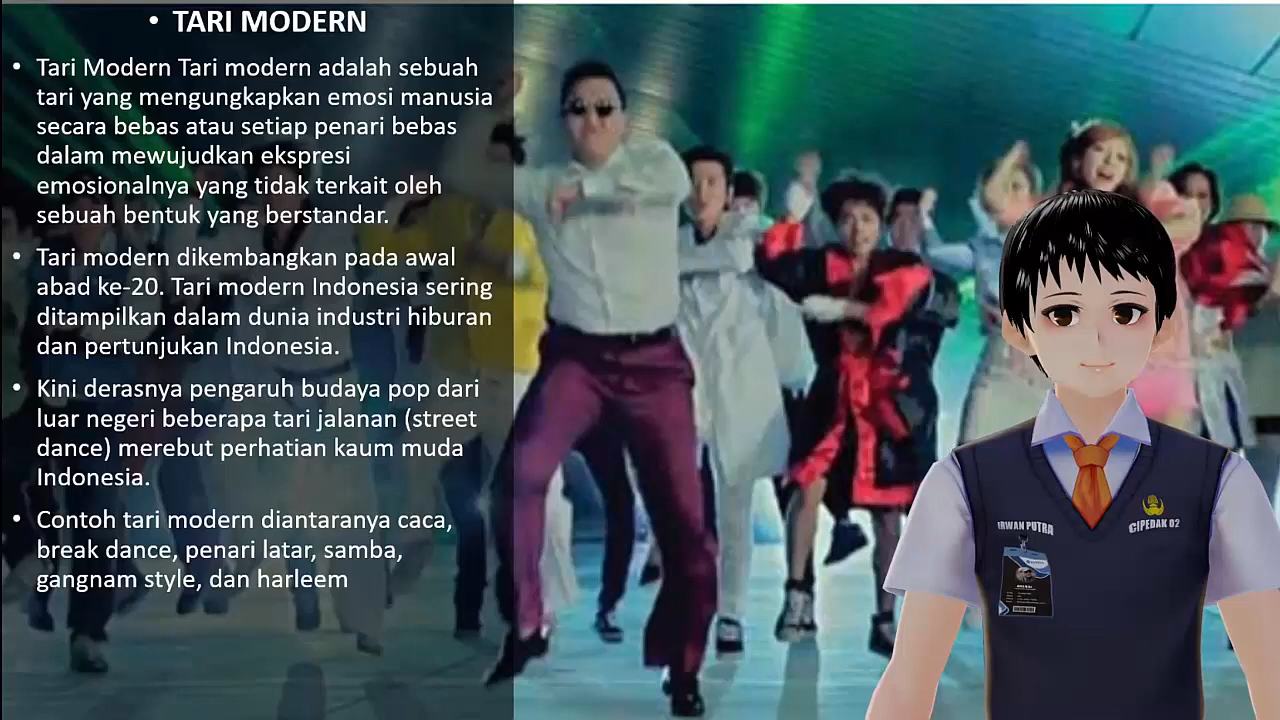 • TARI MODERN
• Tari Modern Tari modern adalah sebuah
tari yang mengungkapkan emosi manusia
secara bebas atau setiap penari bebas
dalam mewujudkan ekspresi
emosionalnya yang tidak terkait oleh
sebuah bentuk yang berstandar.
• Tari modern dikembangkan pada awal
abad ke-20. Tari modern Indonesia sering
ditampilkan dalam dunia industri hiburan
dan pertunjukan Indonesia.
• Kini derasnya pengaruh budaya pop dari
luar negeri beberapa tari jalanan (street
dance) merebut perhatian kaum muda
Indonesia.
• Contoh tari modern diantaranya caca,
break dance, penari latar, samba,
gangnam style, dan harleem
IRWAN PUTRA
CIPEDAK 02